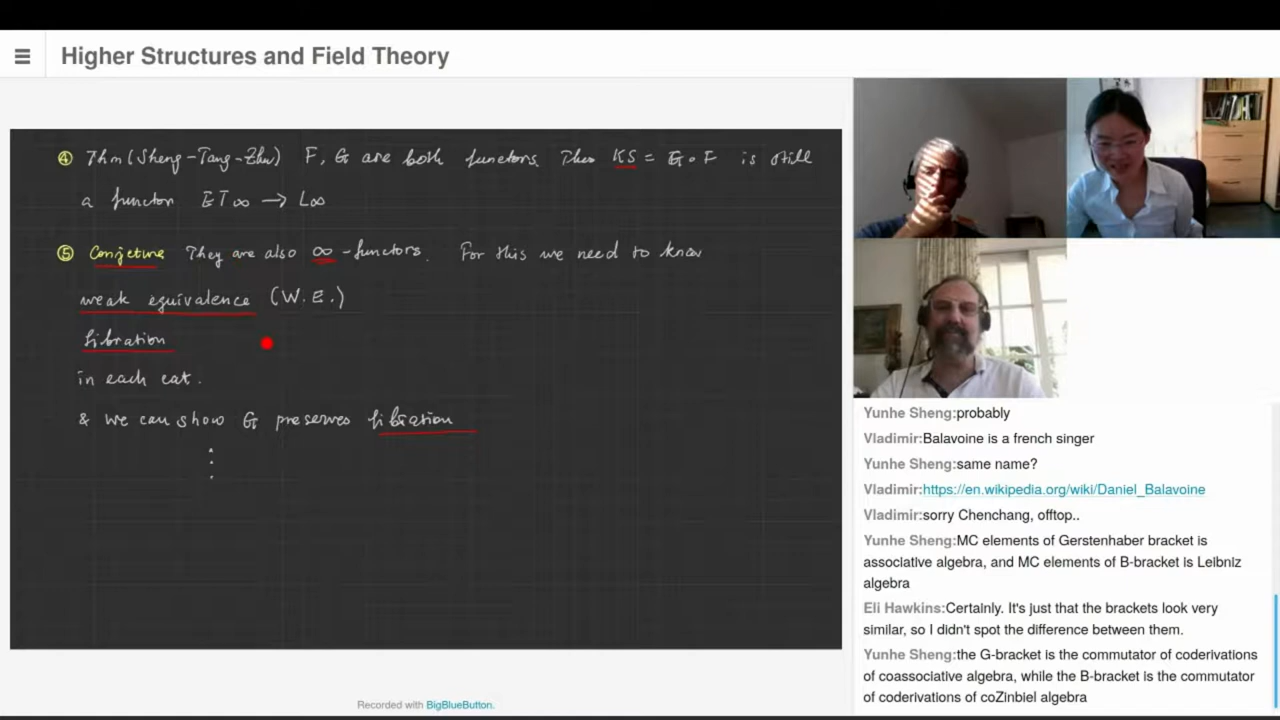 Higher Structures and Field Theory
④ Thm (Sheng-Tang-Zhu) F, G are both functors. Thus KS = G∘F is still
a functor ET∞ → L∞
⑤ Conjeture They are also ∞-functors. For this we need to know
weak equivalence (W.E.)
fibration
in each cat.
& we can show G preserves fibration
⋮
Yunhe Sheng:probably
Vladimir:Balavoine is a french singer
Yunhe Sheng:same name?
Vladimir:https://en.wikipedia.org/wiki/Daniel_Balavoine
Vladimir:sorry Chenchang, offtop..
Yunhe Sheng:MC elements of Gerstenhaber bracket is
associative algebra, and MC elements of B-bracket is Leibniz
algebra
Eli Hawkins:Certainly. It's just that the brackets look very
similar, so I didn't spot the difference between them.
Yunhe Sheng:the G-bracket is the commutator of coderivations
of coassociative algebra, while the B-bracket is the commutator
of coderivations of coZinbiel algebra
Recorded with BigBlueButton.